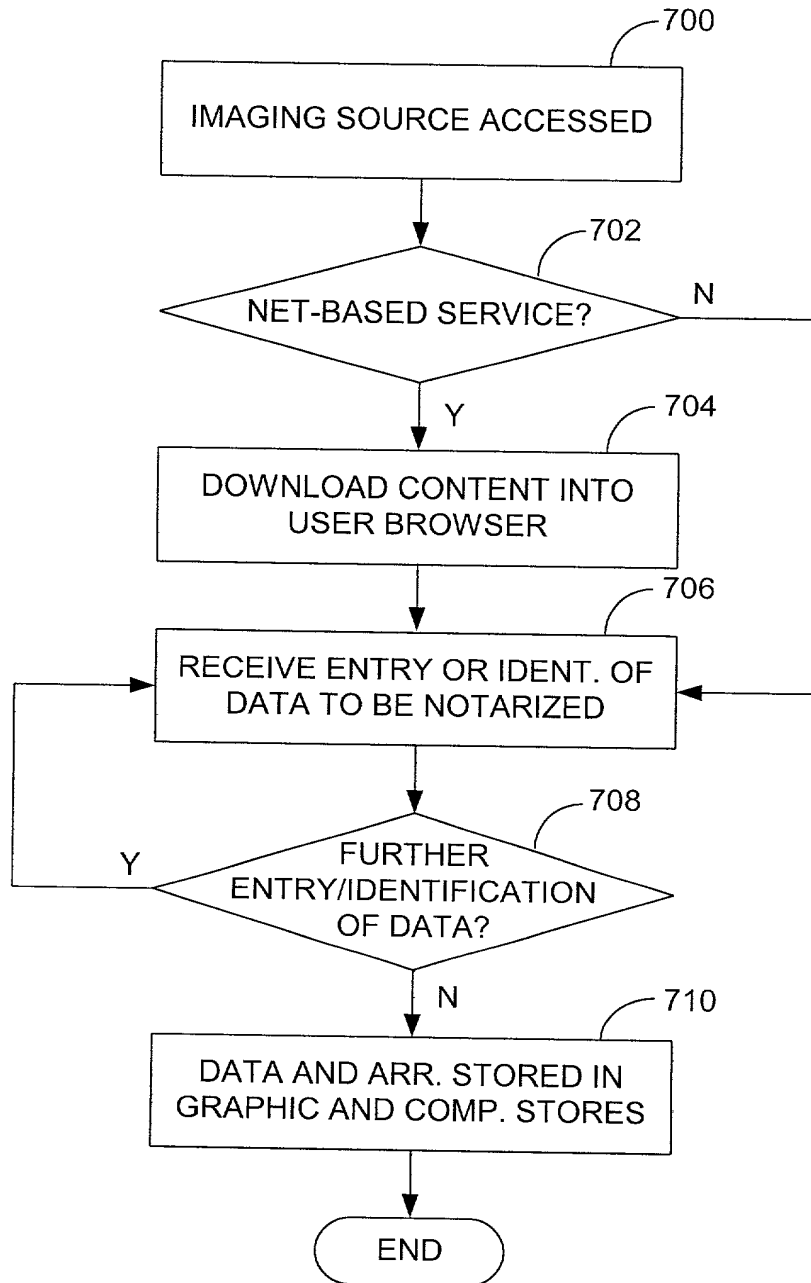 700
IMAGING SOURCE ACCESSED
702
NET-BASED SERVICE?
N
Y
704
DOWNLOAD CONTENT INTO
USER BROWSER
706
RECEIVE ENTRY OR IDENT. OF
DATA TO BE NOTARIZED
708
Y
FURTHER
ENTRY/IDENTIFICATION
OF DATA?
N
710
DATA AND ARR. STORED IN
GRAPHIC AND COMP. STORES
END